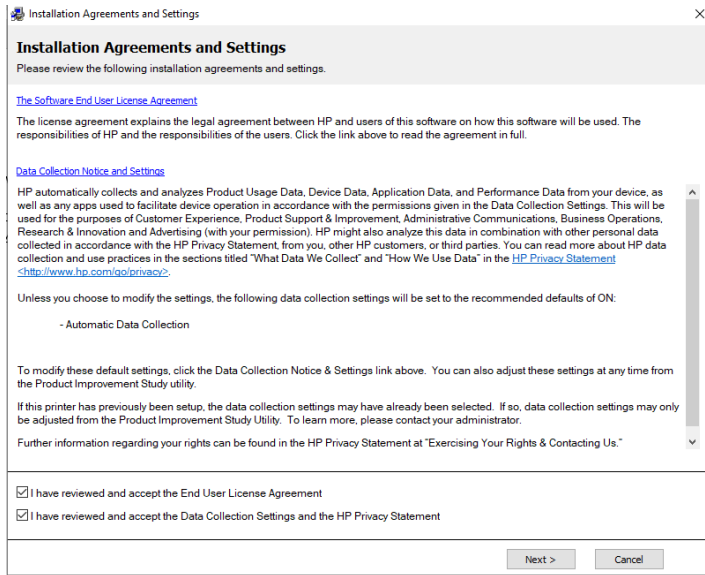 Installation Agreements and Settings
Installation Agreements and Settings
Please review the following installation agreements and settings.
The Software End User License Agreement
The license agreement explains the legal agreement between HP and users of this software on how this software will be used. The
responsibilities of HP and the responsibilities of the users. Click the link above to read the agreement in full.
Data Collection Notice and Settings
HP automatically collects and analyzes Product Usage Data, Device Data, Application Data, and Performance Data from your device, as
well as any apps used to facilitate device operation in accordance with the permissions given in the Data Collection Settings. This will be
used for the purposes of Customer Experience, Product Support & Improvement, Administrative Communications, Business Operations,
Research & Innovation and Advertising (with your permission). HP might also analyze this data in combination with other personal data
collected in accordance with the HP Privacy Statement, from you, other HP customers, or third parties. You can read more about HP data
collection and use practices in the sections titled "What Data We Collect" and "How We Use Data" in the HP Privacy Statement
<http://www.hp.com/go/privacy>.
Unless you choose to modify the settings, the following data collection settings will be set to the recommended defaults of ON:
- Automatic Data Collection
To modify these default settings, click the Data Collection Notice & Settings link above. You can also adjust these settings at any time from
the Product Improvement Study utility.
If this printer has previously been setup, the data collection settings may have already been selected. If so, data collection settings may only
be adjusted from the Product Improvement Study Utility. To learn more, please contact your administrator.
Further information regarding your rights can be found in the HP Privacy Statement at "Exercising Your Rights & Contacting Us."
I have reviewed and accept the End User License Agreement
I have reviewed and accept the Data Collection Settings and the HP Privacy Statement
Next > Cancel